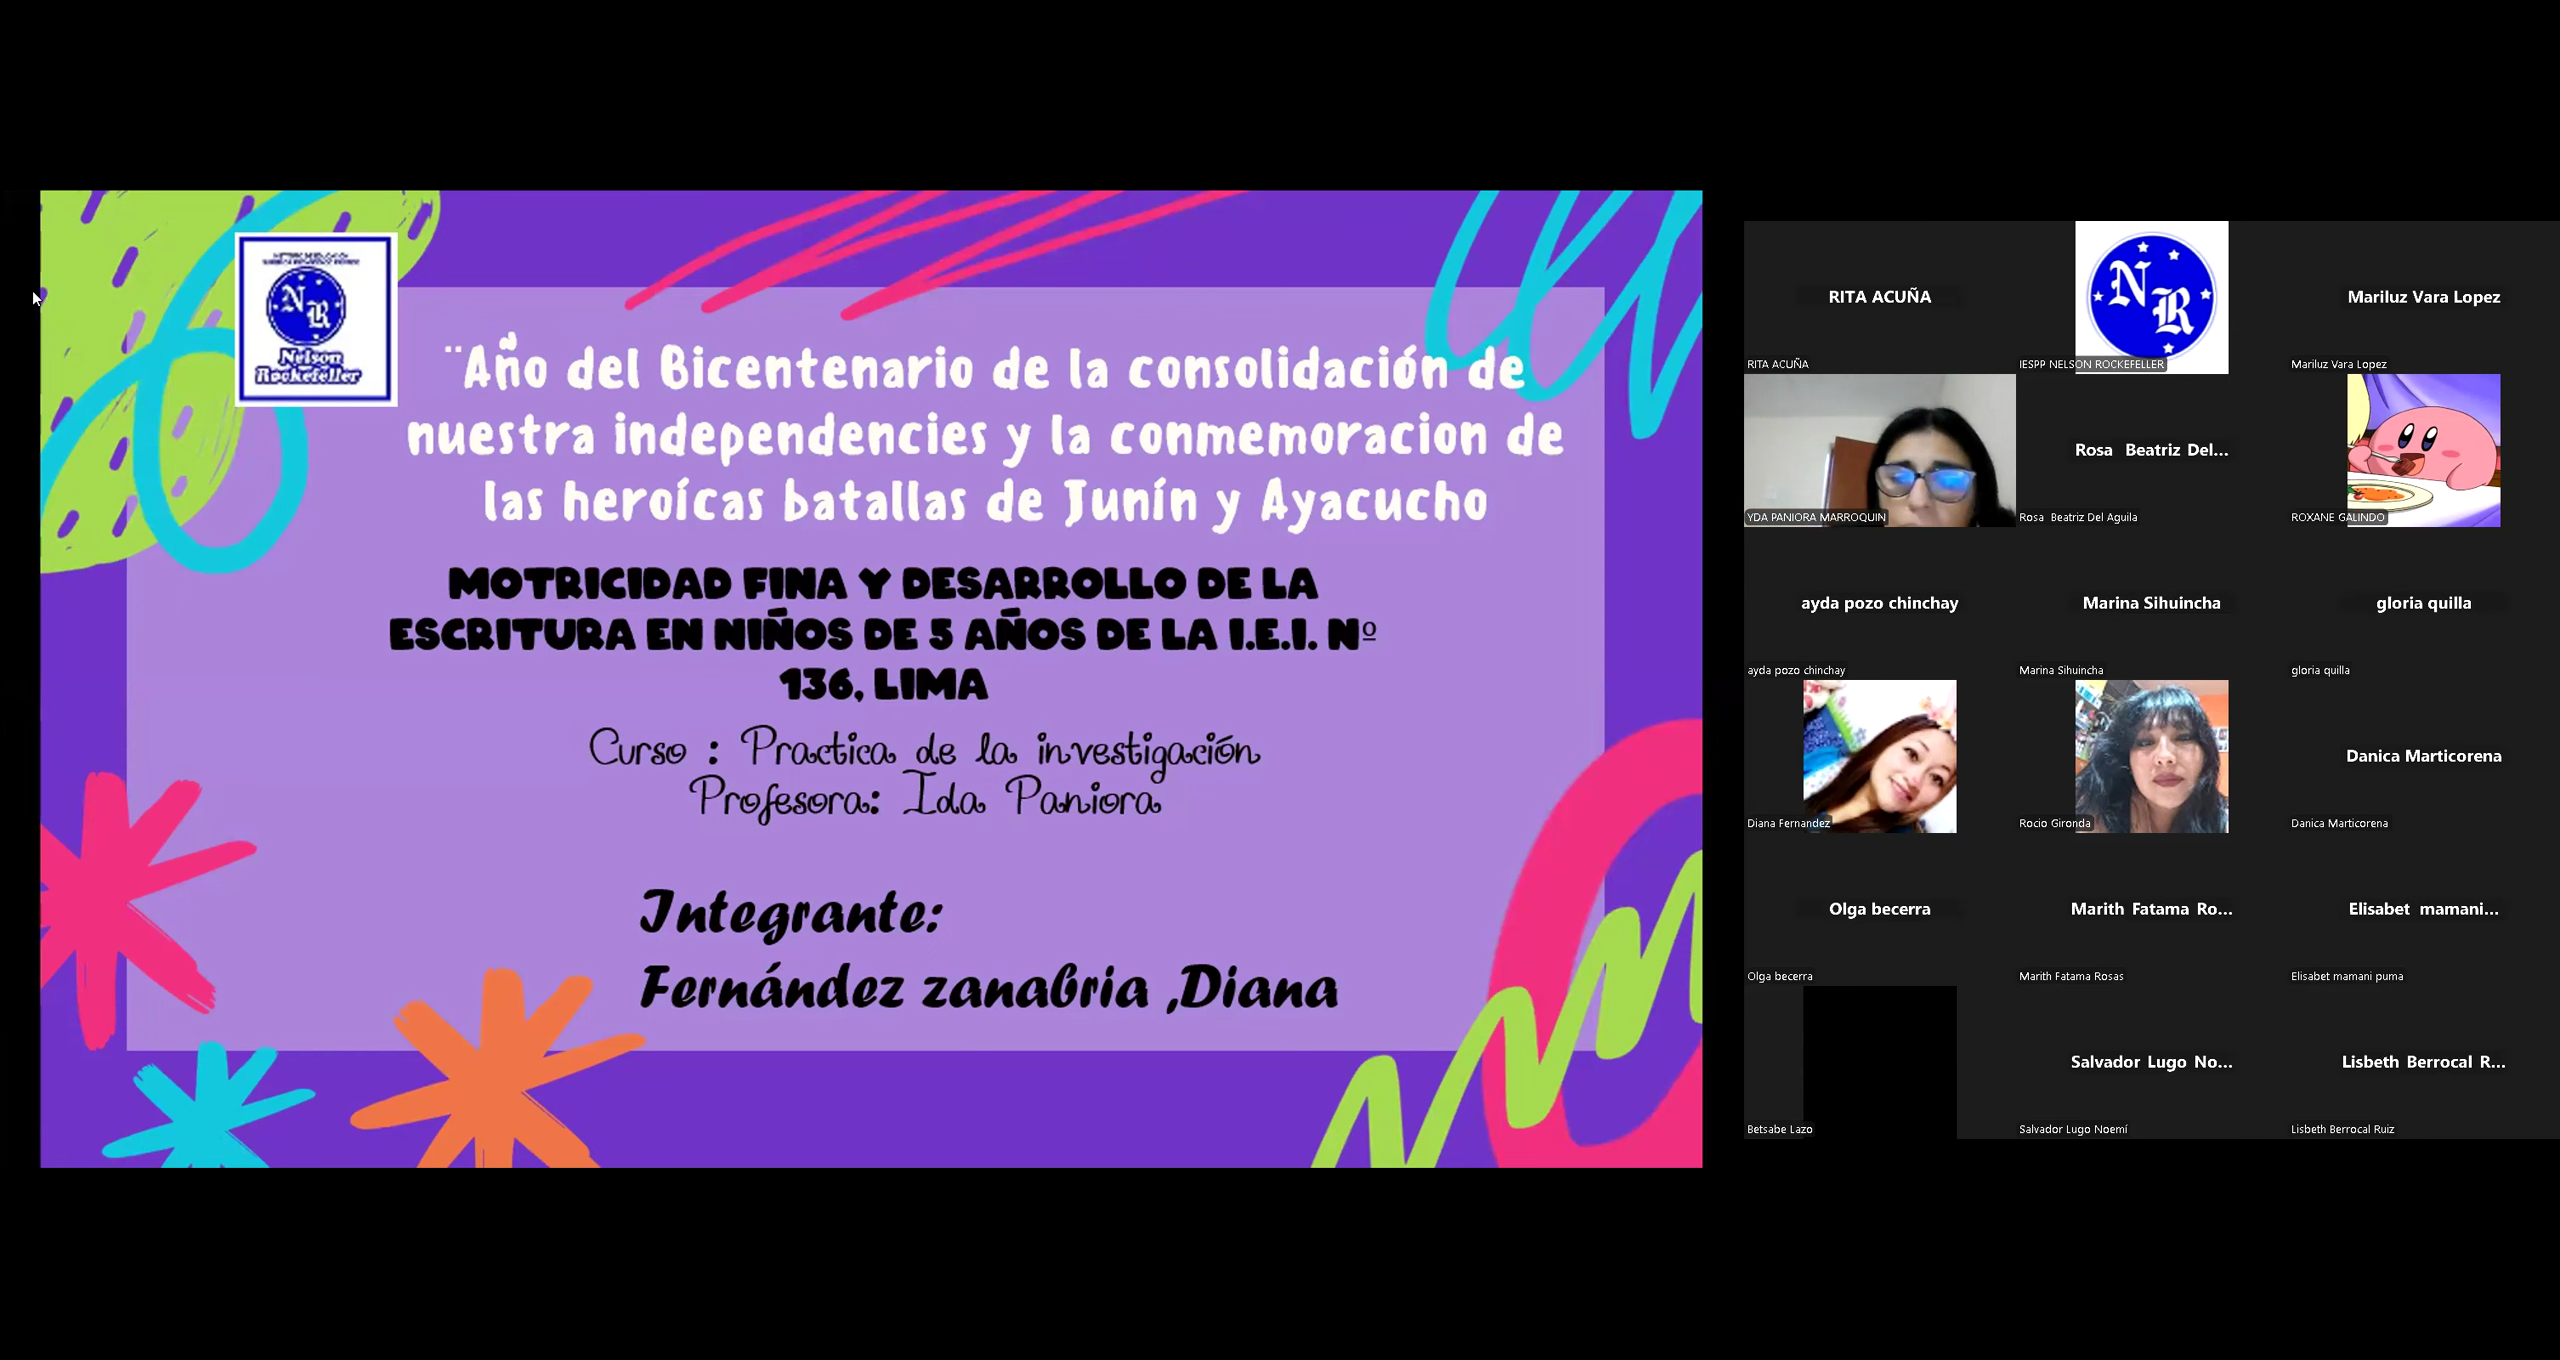 N
R
Nelson
Rockefeller
¨Año del Bicentenario de la consolidación de
nuestra independencies y la conmemoracion de
las heroícas batallas de Junín y Ayacucho
MOTRICIDAD FINA Y DESARROLLO DE LA
ESCRITURA EN NIÑOS DE 5 AÑOS DE LA I.E.I. Nº
136, LIMA
Curso : Practica de la investigación
Profesora: Ida Paniora
Integrante:
Fernández zanabria ,Diana
RITA ACUÑA
RITA ACUÑA
N
R
IESPP NELSON ROCKEFELLER
Mariluz Vara Lopez
Mariluz Vara Lopez
YDA PANIORA MARROQUIN
Rosa Beatriz Del...
Rosa Beatriz Del Aguila
ROXANE GALINDO
ayda pozo chinchay
ayda pozo chinchay
Marina Sihuincha
Marina Sihuincha
gloria quilla
gloria quilla
Diana Fernandez
Rocio Gironda
Danica Marticorena
Danica Marticorena
Olga becerra
Olga becerra
Marith Fatama Ro...
Marith Fatama Rosas
Elisabet mamani...
Elisabet mamani puma
Betsabe Lazo
Salvador Lugo No...
Salvador Lugo Noemí
Lisbeth Berrocal R...
Lisbeth Berrocal Ruiz